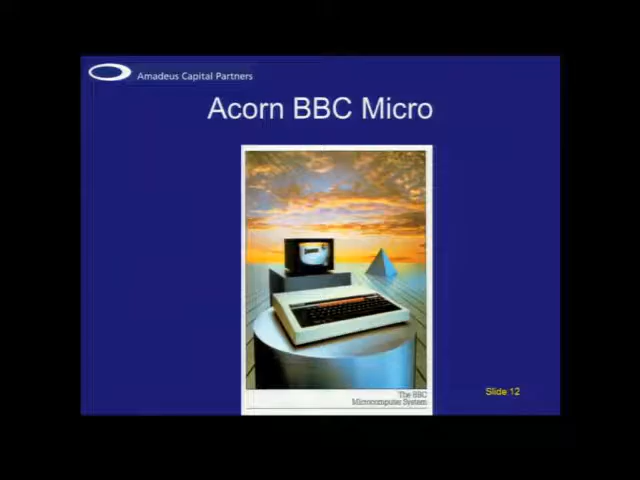 Amadeus Capital Partners
Acorn BBC Micro
The BBC
Microcomputer System
Slide 12